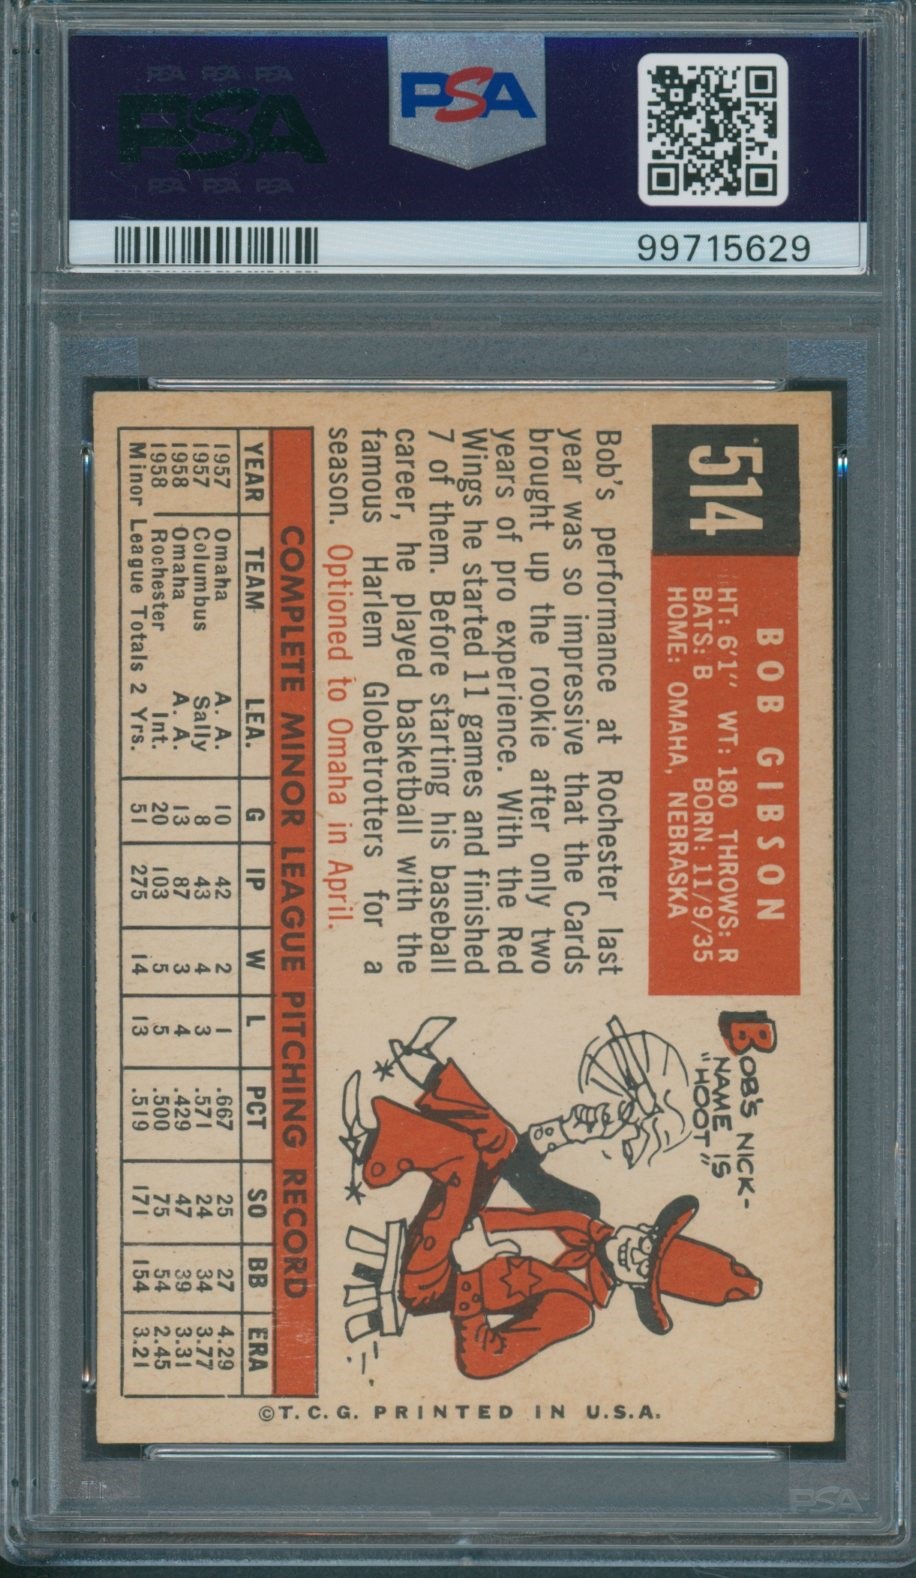 PSA PSA PSA
PSA
PSA PSA PSA
PSA
99715629
514
BOB GIBSON
HT: 6'1" WT: 180 THROWS: R
BATS: B BORN: 11/9/35
HOME: OMAHA, NEBRASKA
Bob's performance at Rochester last
year was so impressive that the Cards
brought up the rookie after only two
years of pro experience. With the Red
Wings he started 11 games and finished
7 of them. Before starting his baseball
career, he played basketball with the
famous Harlem Globetrotters for a
season. Optioned to Omaha in April.
BOB'S NICK-
NAME IS
"HOOT"
COMPLETE MINOR LEAGUE PITCHING RECORD
YEAR TEAM LEA. G IP W L PCT SO BB ERA
1957 Omaha A. A. 10 42 2 1 .667 25 27 4.29
1957 Columbus Sally 8 43 4 3 .571 24 34 3.77
1958 Omaha A. A. 13 87 3 4 .429 47 39 3.31
1958 Rochester Int. 20 103 5 5 .500 75 54 2.45
Minor League Totals 2 Yrs. 51 275 14 13 .519 171 154 3.21
©T.C.G. PRINTED IN U.S.A.
PSA